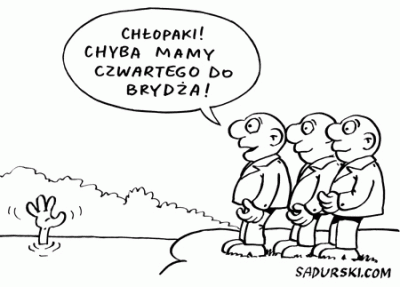 CHŁOPAKI!
CHYBA MAMY
CZWARTEGO DO
BRYDŻA!
SADURSKI.COM